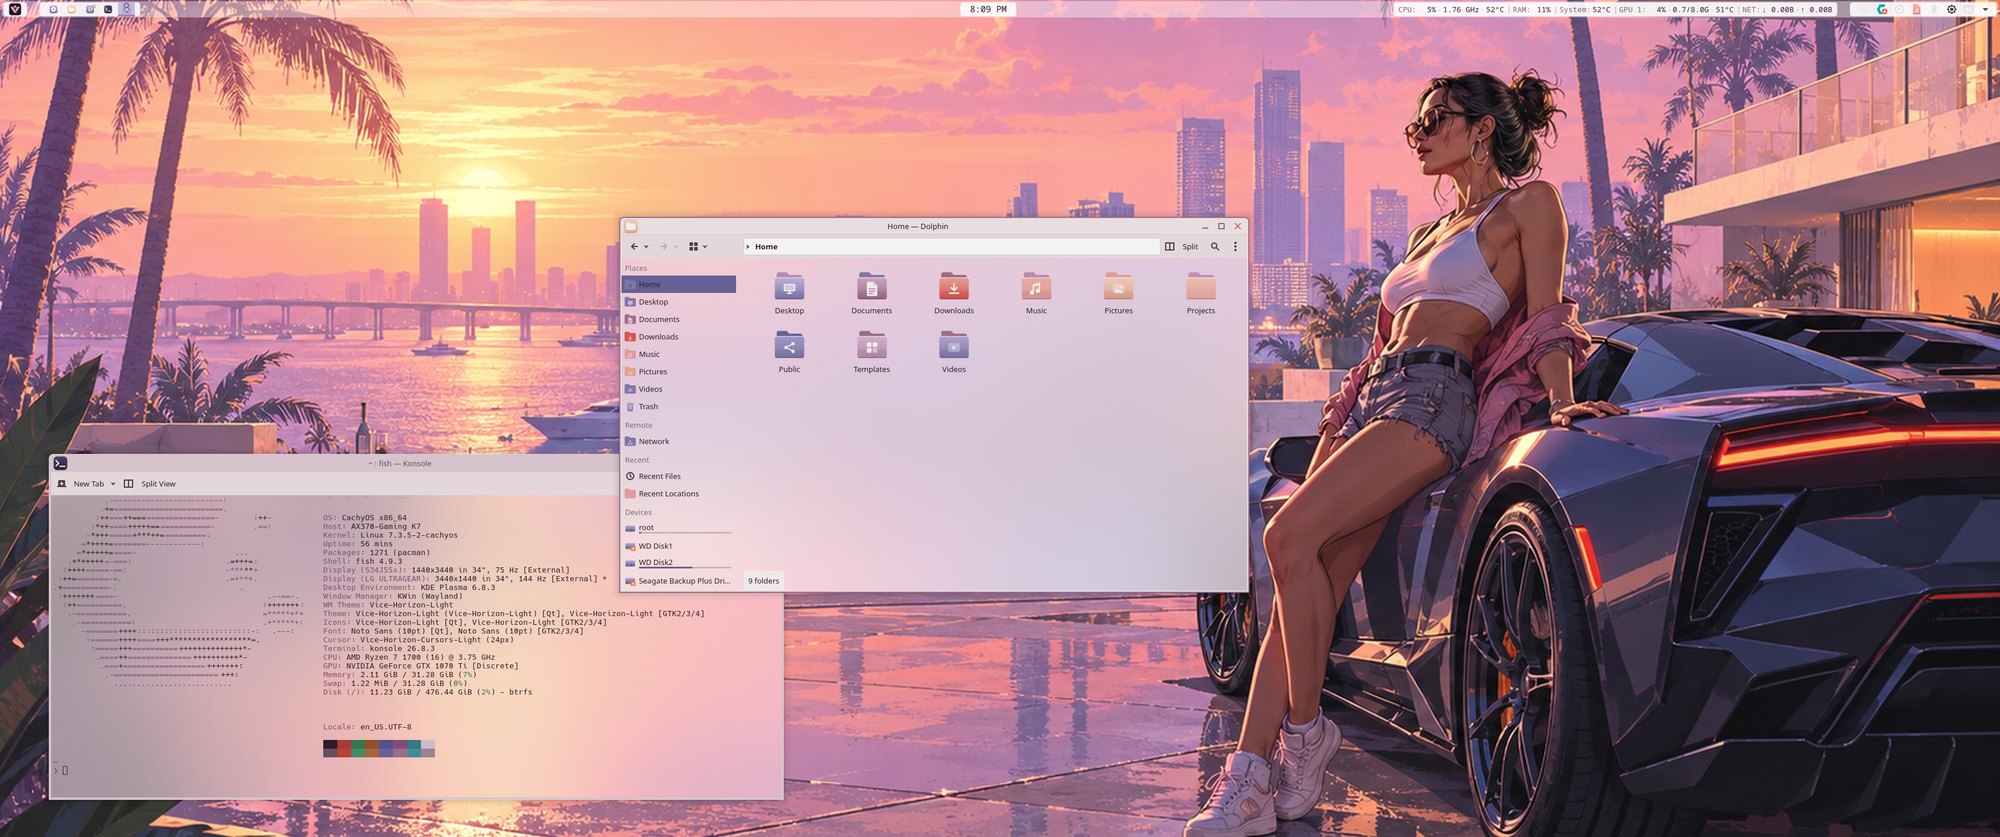 8:09 PM
CPU: 5% 1.76 GHz 52°C | RAM: 11% | System: 52°C | GPU 1: 4% 0.7/8.0G 51°C | NET: ↓ 0.00B ↑ 0.00B
Home — Dolphin
Home
Split
Places
Home
Desktop
Documents
Downloads
Music
Pictures
Videos
Trash
Remote
Network
Recent
Recent Files
Recent Locations
Devices
root
WD Disk1
WD Disk2
Seagate Backup Plus Dri...
Desktop
Documents
Downloads
Music
Pictures
Projects
Public
Templates
Videos
9 folders
~ : fish — Konsole
New Tab
Split View
OS: CachyOS x86_64
Host: AX370-Gaming K7
Kernel: Linux 7.3.5-2-cachyos
Uptime: 56 mins
Packages: 1271 (pacman)
Shell: fish 4.9.3
Display (S34J55x): 1440x3440 in 34", 75 Hz [External]
Display (LG ULTRAGEAR): 3440x1440 in 34", 144 Hz [External] *
Desktop Environment: KDE Plasma 6.8.3
Window Manager: KWin (Wayland)
WM Theme: Vice-Horizon-Light
Theme: Vice-Horizon-Light (Vice-Horizon-Light) [Qt], Vice-Horizon-Light [GTK2/3/4]
Icons: Vice-Horizon-Light [Qt], Vice-Horizon-Light [GTK2/3/4]
Font: Noto Sans (10pt) [Qt], Noto Sans (10pt) [GTK2/3/4]
Cursor: Vice-Horizon-Cursors-Light (24px)
Terminal: konsole 26.8.3
CPU: AMD Ryzen 7 1700 (16) @ 3.75 GHz
GPU: NVIDIA GeForce GTX 1070 Ti [Discrete]
Memory: 2.11 GiB / 31.28 GiB (7%)
Swap: 1.22 MiB / 31.28 GiB (0%)
Disk (/): 11.23 GiB / 476.44 GiB (2%) - btrfs
Locale: en_US.UTF-8